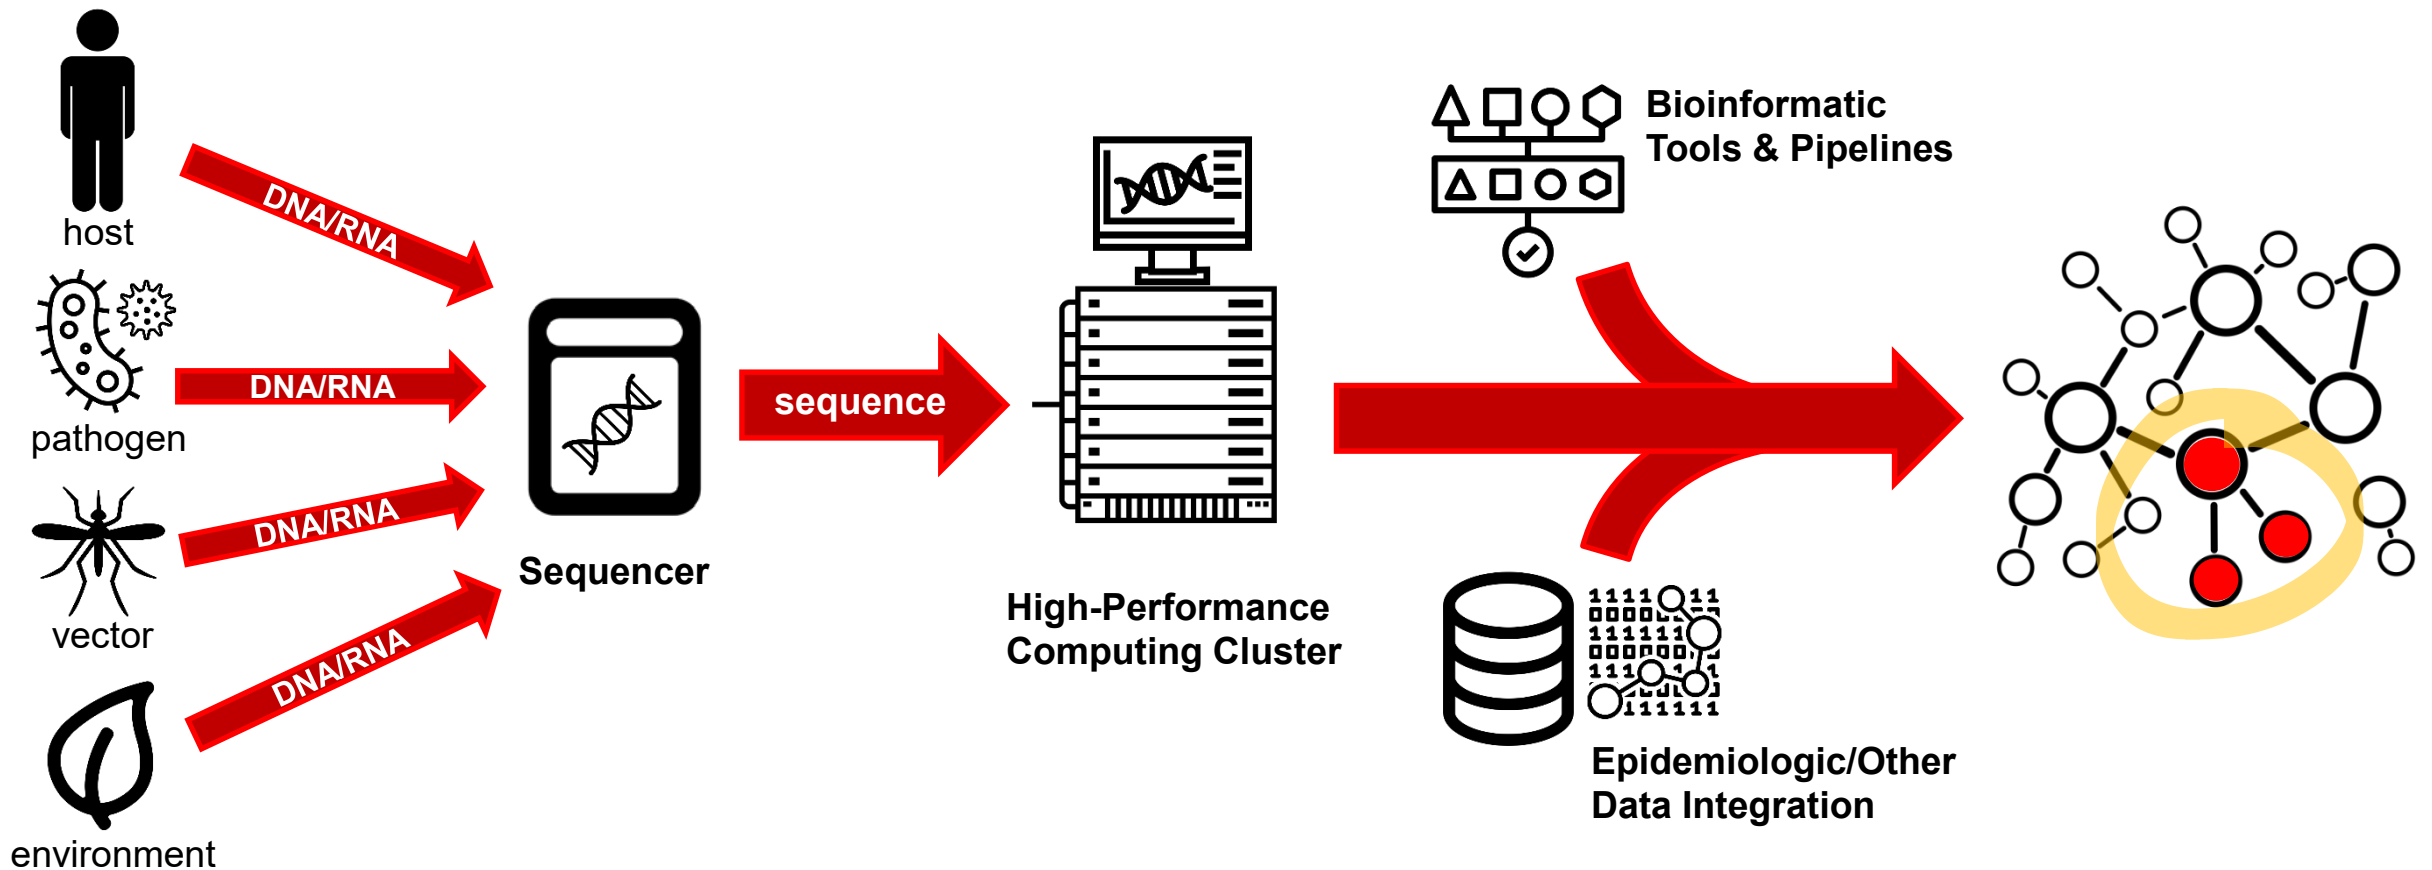 host
DNA/RNA
pathogen
DNA/RNA
vector
DNA/RNA
environment
DNA/RNA
Sequencer
sequence
High-Performance
Computing Cluster
Bioinformatic
Tools & Pipelines
Epidemiologic/Other
Data Integration